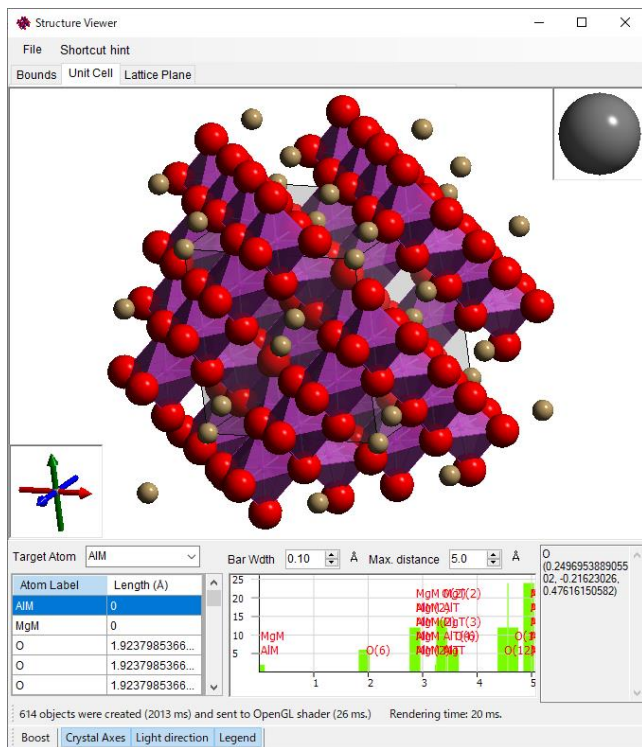 Structure Viewer
File Shortcut hint
Bounds Unit Cell Lattice Plane
Target Atom AlM Bar Wdth 0.10 Å Max. distance 5.0 Å
Atom Label Length (Å)
AlM 0
MgM 0
O 1.9237985366...
O 1.9237985366...
O 1.9237985366...
25
20
15
10
5
MgM
AlM
O(6)
1 2 3 4 5
O
(0.2496953889055
02, -0.21623026,
0.47616150582)
614 objects were created (2013 ms) and sent to OpenGL shader (26 ms.) Rendering time: 20 ms.
Boost Crystal Axes Light direction Legend